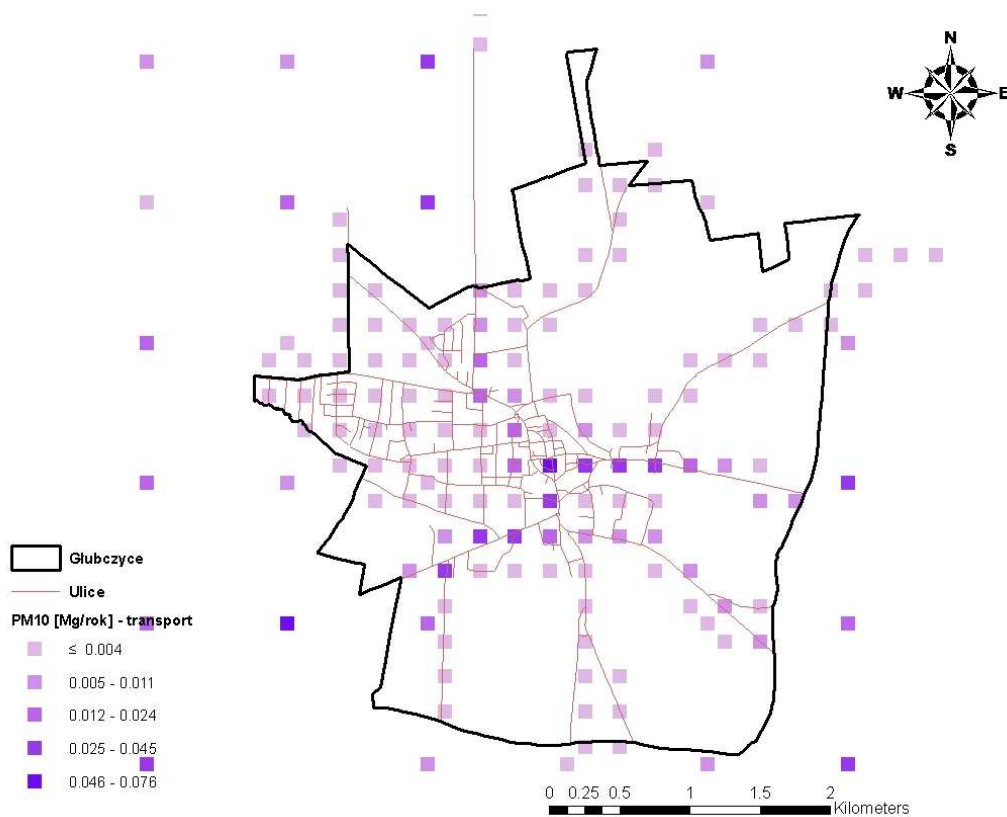 N
W E
S
Głubczyce
Ulice
PM10 [Mg/rok] - transport
≤ 0.004
0.005 - 0.011
0.012 - 0.024
0.025 - 0.045
0.046 - 0.076
0 0.25 0.5 1 1.5 2
Kilometers